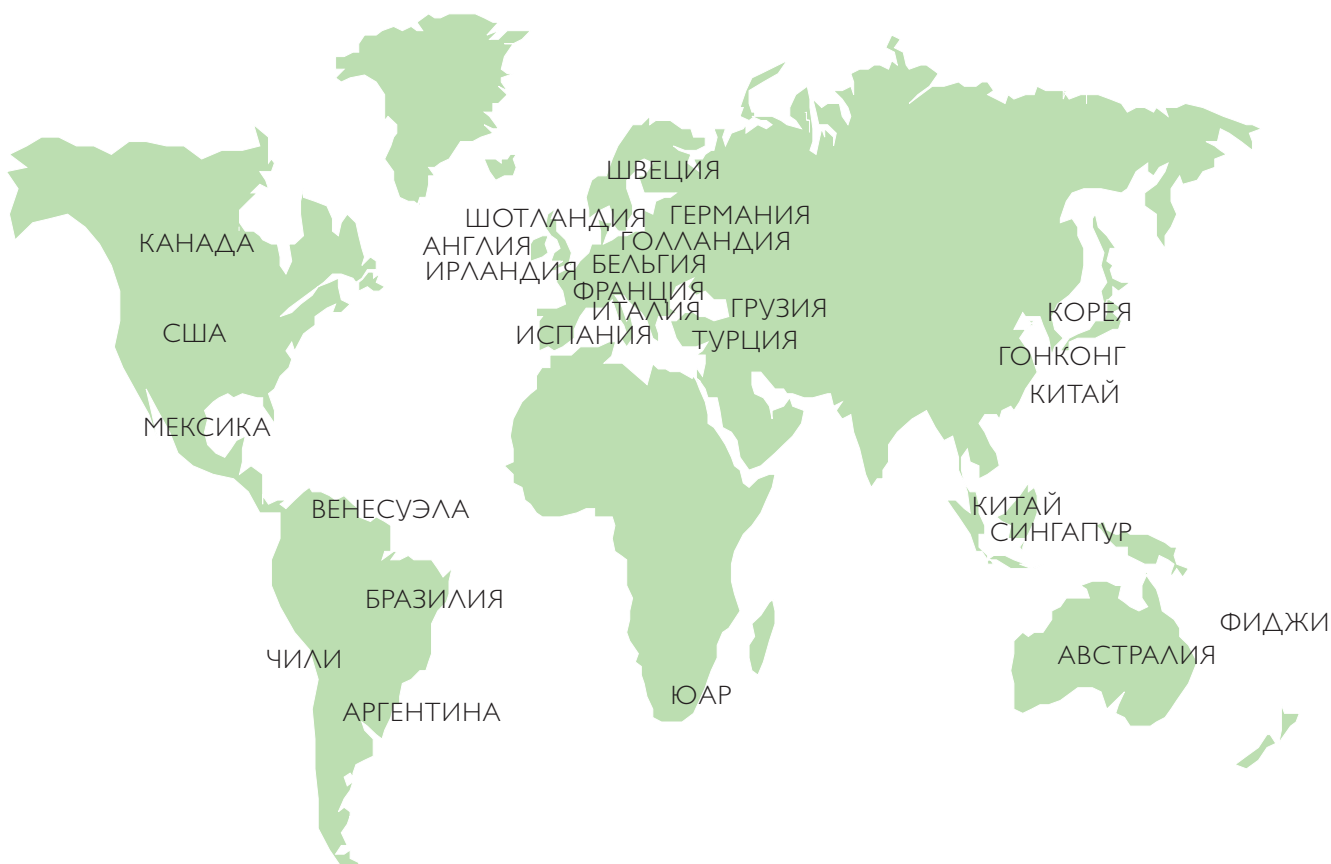 ШВЕЦИЯ
ШОТЛАНДИЯ
ГЕРМАНИЯ
КАНАДА
АНГЛИЯ
ГОЛЛАНДИЯ
ИРЛАНДИЯ
БЕЛЬГИЯ
ФРАНЦИЯ
ИТАЛИЯ
ГРУЗИЯ
КОРЕЯ
США
ИСПАНИЯ
ТУРЦИЯ
ГОНКОНГ
КИТАЙ
МЕКСИКА
ВЕНЕСУЭЛА
КИТАЙ
СИНГАПУР
БРАЗИЛИЯ
ФИДЖИ
ЧИЛИ
АВСТРАЛИЯ
ЮАР
АРГЕНТИНА